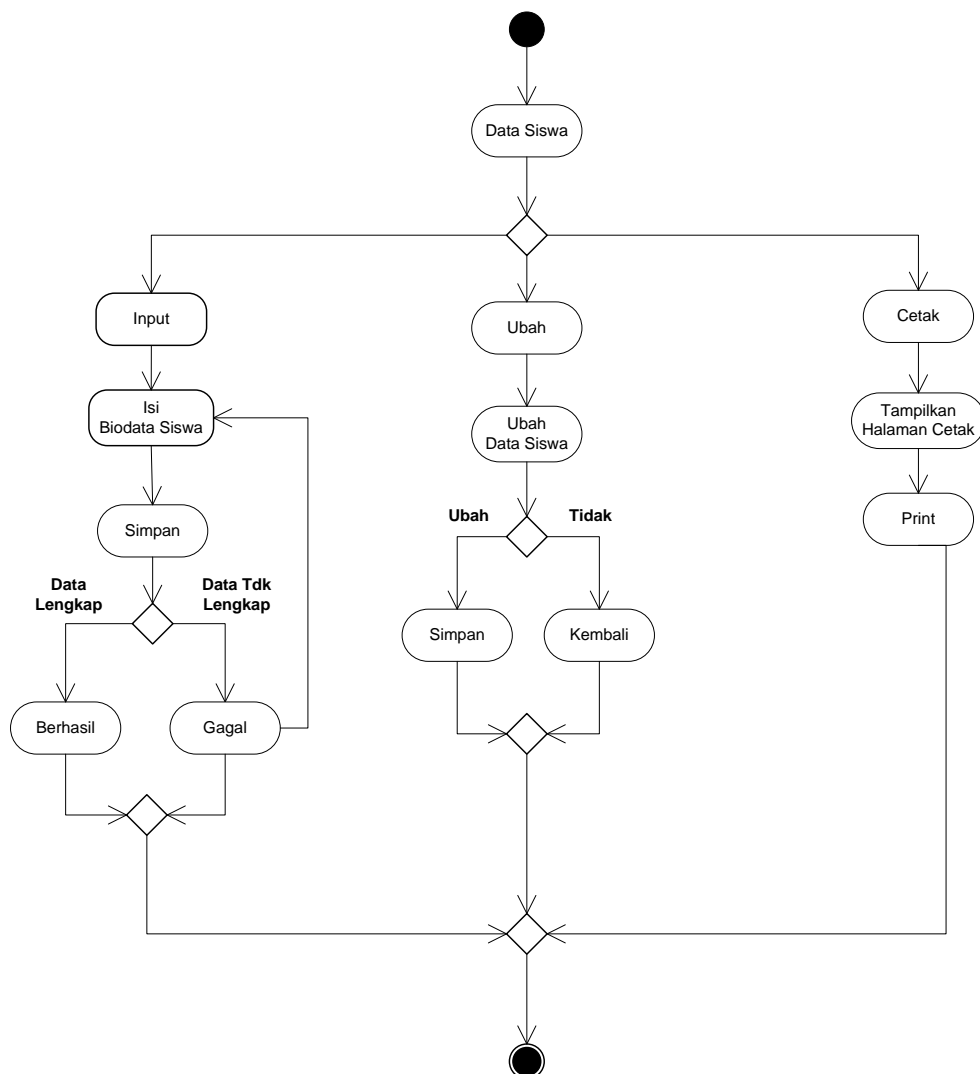 Data Siswa
Input
Ubah
Cetak
Isi
Biodata Siswa
Ubah
Data Siswa
Tampilkan
Halaman Cetak
Simpan
Ubah
Tidak
Print
Data
Lengkap
Data Tdk
Lengkap
Simpan
Kembali
Berhasil
Gagal